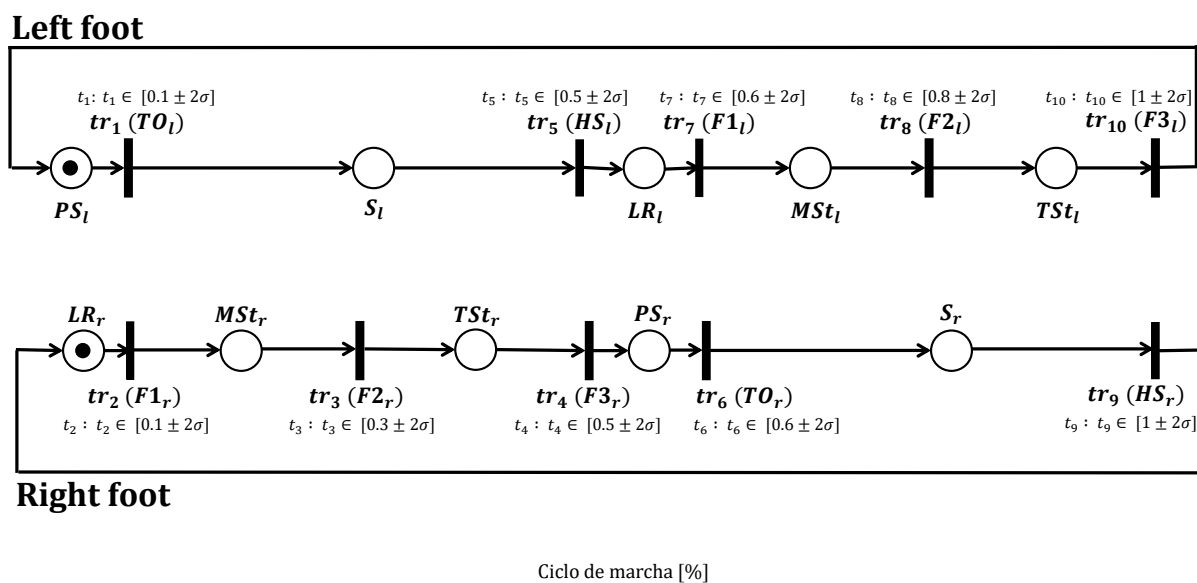 Left foot
t₁: t₁ ∈ [0.1 ± 2σ]
t₅ : t₅ ∈ [0.5 ± 2σ]
t₇ : t₇ ∈ [0.6 ± 2σ]
t₈ : t₈ ∈ [0.8 ± 2σ]
t₁₀ : t₁₀ ∈ [1 ± 2σ]
tr₁ (TOₗ)
tr₅ (HSₗ)
tr₇ (F1ₗ)
tr₈ (F2ₗ)
tr₁₀ (F3ₗ)
PSₗ
Sₗ
LRₗ
MStₗ
TStₗ
LRᵣ
MStᵣ
TStᵣ
PSᵣ
Sᵣ
tr₂ (F1ᵣ)
tr₃ (F2ᵣ)
tr₄ (F3ᵣ)
tr₆ (TOᵣ)
tr₉ (HSᵣ)
t₂ : t₂ ∈ [0.1 ± 2σ]
t₃ : t₃ ∈ [0.3 ± 2σ]
t₄ : t₄ ∈ [0.5 ± 2σ]
t₆ : t₆ ∈ [0.6 ± 2σ]
t₉ : t₉ ∈ [1 ± 2σ]
Right foot
Ciclo de marcha [%]